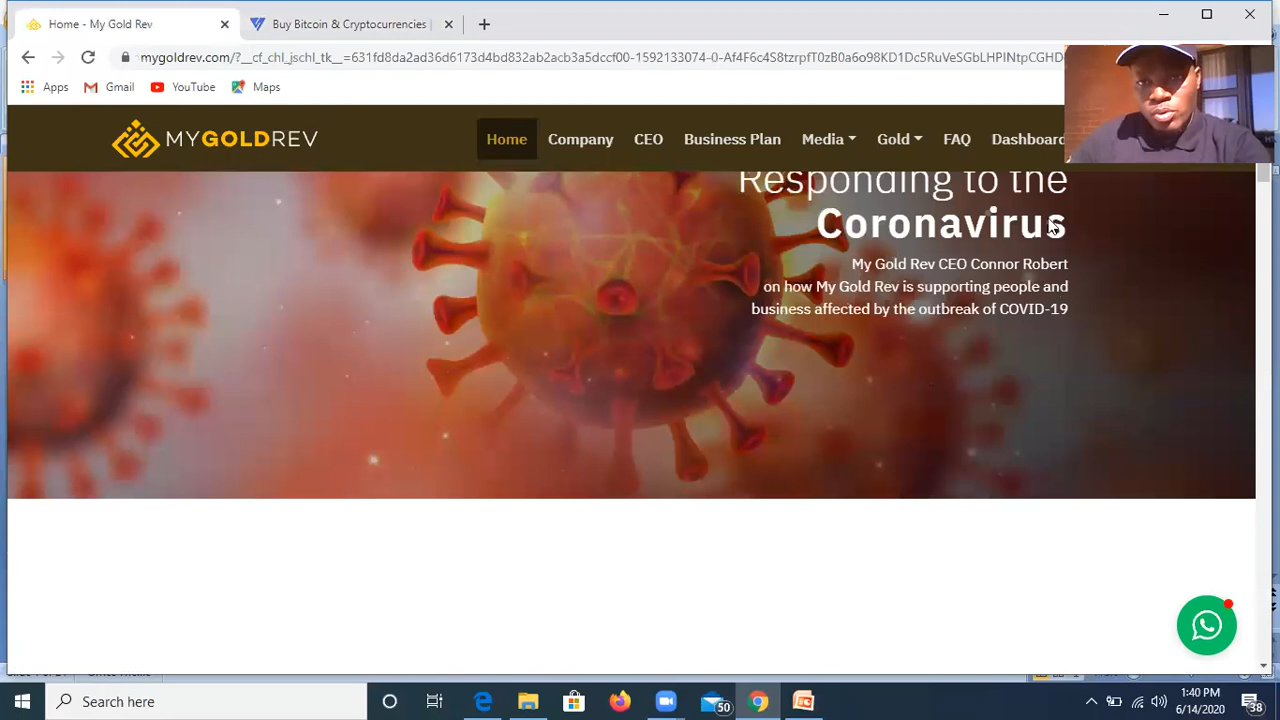 Home - My Gold Rev
Buy Bitcoin & Cryptocurrencies
mygoldrev.com/?__cf_chl_jschl_tk__=631fd8da2ad36d6173d4bd832ab2acb3a5dccf00-1592133074-0-Af4F6c4S8tzrpfT0zB0a6o98KD1Dc5RuVeSGbLHPINtpCGHD
Apps
Gmail
YouTube
Maps
MYGOLDREV
Home
Company
CEO
Business Plan
Media
Gold
FAQ
Dashboard
Responding to the
Coronavirus
My Gold Rev CEO Connor Robert
on how My Gold Rev is supporting people and
business affected by the outbreak of COVID-19
Search here
50
1:40 PM
6/14/2020
38